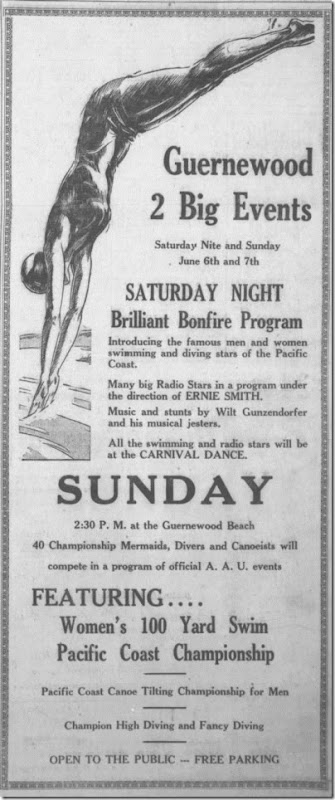 Guernewood
2 Big Events
Saturday Nite and Sunday
June 6th and 7th
SATURDAY NIGHT
Brilliant Bonfire Program
Introducing the famous men and women
swimming and diving stars of the Pacific
Coast.
Many big Radio Stars in a program under
the direction of ERNIE SMITH.
Music and stunts by Wilt Gunzendorfer
and his musical jesters.
All the swimming and radio stars will be
at the CARNIVAL DANCE.
SUNDAY
2:30 P. M. at the Guernewood Beach
40 Championship Mermaids, Divers and Canoeists will
compete in a program of official A. A. U. events
FEATURING....
Women's 100 Yard Swim
Pacific Coast Championship
Pacific Coast Canoe Tilting Championship for Men
Champion High Diving and Fancy Diving
OPEN TO THE PUBLIC --- FREE PARKING